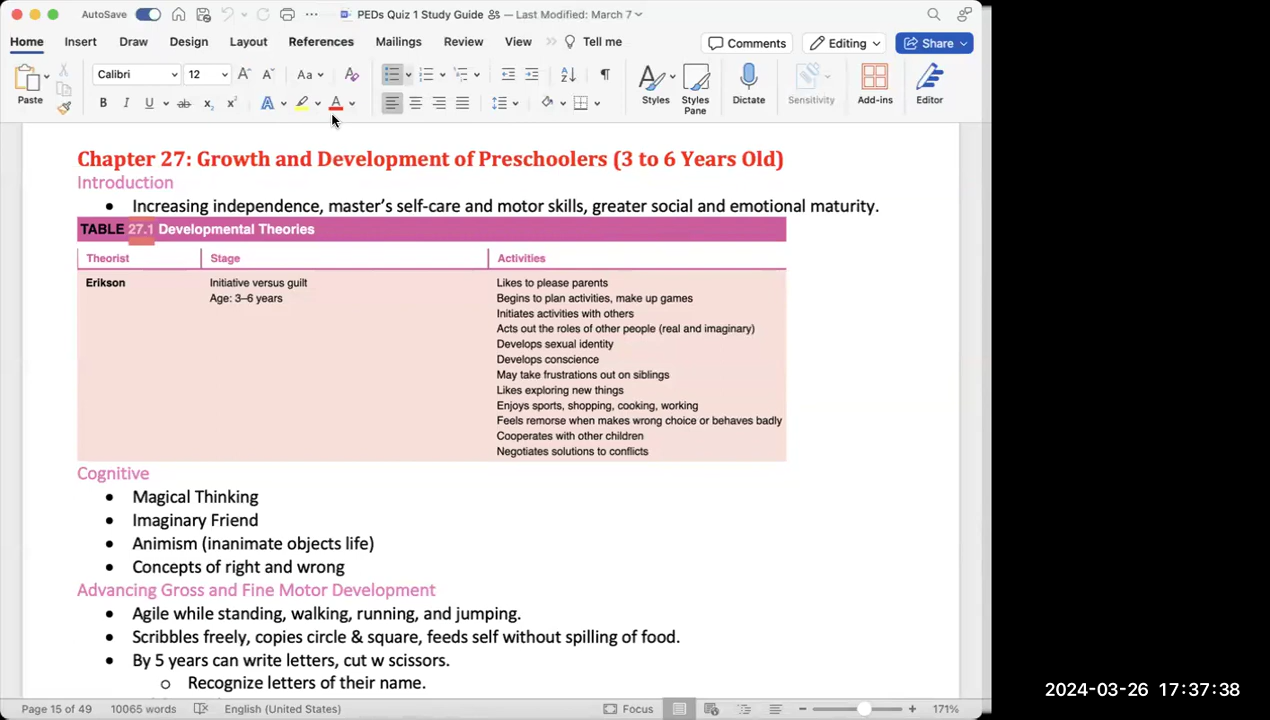 AutoSave PEDs Quiz 1 Study Guide — Last Modified: March 7
Home Insert Draw Design Layout References Mailings Review View Tell me Comments Editing Share
Paste Calibri 12 Aa Styles Styles Pane Dictate Sensitivity Add-ins Editor
Chapter 27: Growth and Development of Preschoolers (3 to 6 Years Old)
Introduction
• Increasing independence, master's self-care and motor skills, greater social and emotional maturity.
TABLE 27.1 Developmental Theories
Theorist Stage Activities
Erikson Initiative versus guilt Likes to please parents
Age: 3–6 years Begins to plan activities, make up games
Initiates activities with others
Acts out the roles of other people (real and imaginary)
Develops sexual identity
Develops conscience
May take frustrations out on siblings
Likes exploring new things
Enjoys sports, shopping, cooking, working
Feels remorse when makes wrong choice or behaves badly
Cooperates with other children
Negotiates solutions to conflicts
Cognitive
• Magical Thinking
• Imaginary Friend
• Animism (inanimate objects life)
• Concepts of right and wrong
Advancing Gross and Fine Motor Development
• Agile while standing, walking, running, and jumping.
• Scribbles freely, copies circle & square, feeds self without spilling of food.
• By 5 years can write letters, cut w scissors.
o Recognize letters of their name.
Page 15 of 49 10065 words English (United States) Focus 171%
2024-03-26 17:37:38